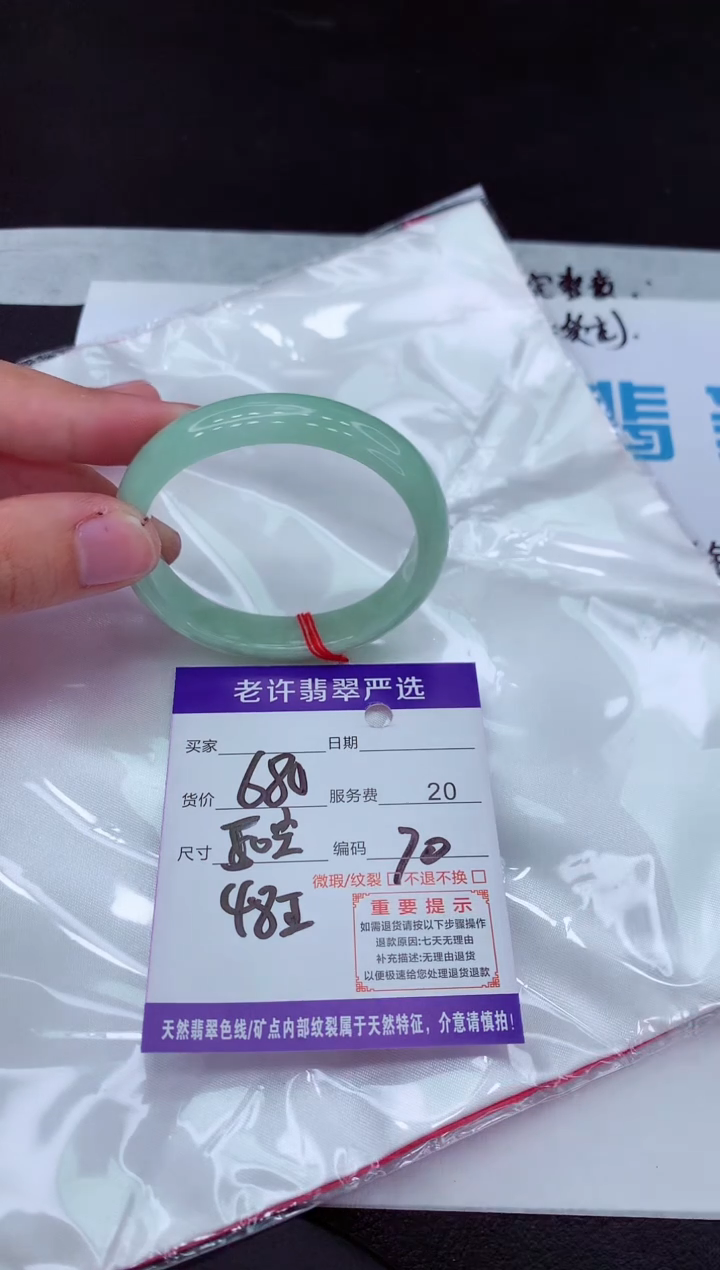 翡
老许翡翠严选
买家 日期
货价 680 服务费 20
尺寸 编码 70
48
微瑕/纹裂 □不退不换 □
重要提示
如需退货请按以下步骤操作
退款原因:七天无理由
补充描述:无理由退货
以便极速给您处理退货退款
天然翡翠色线/矿点内部纹裂属于天然特征，介意请慎拍！